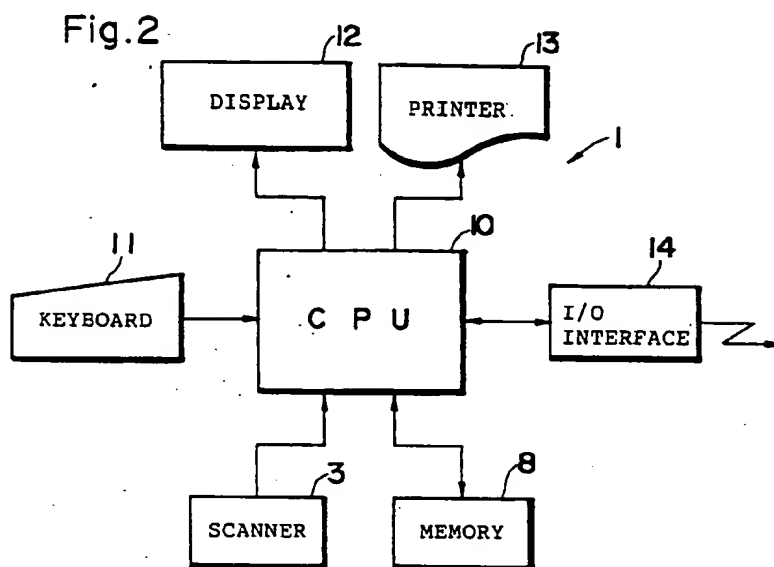 Fig.2
12
13
DISPLAY
PRINTER
1
10
11
14
KEYBOARD
C P U
I/O
INTERFACE
3
8
SCANNER
MEMORY